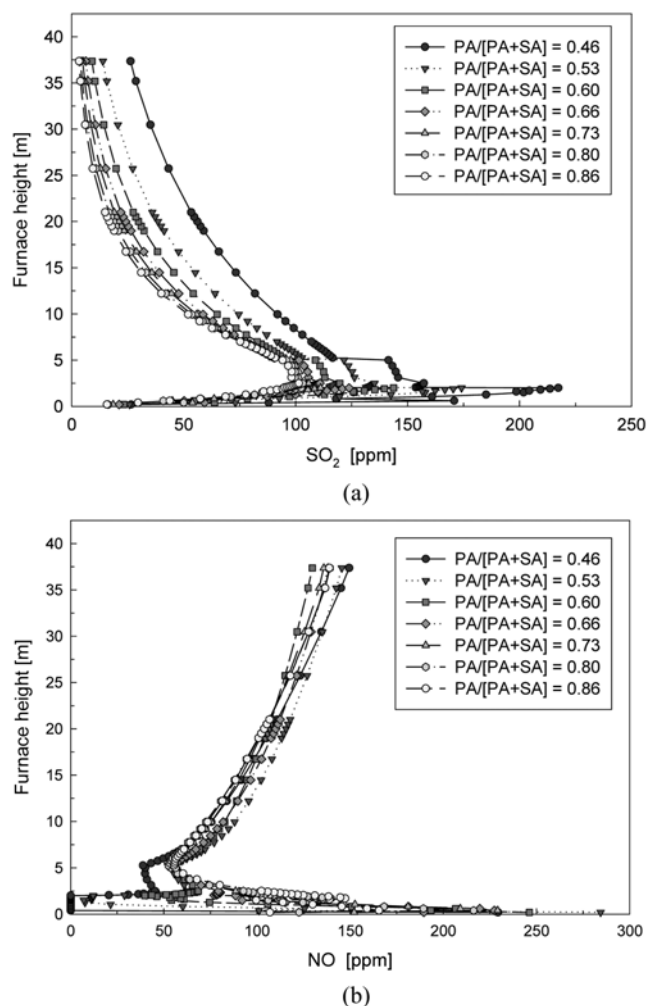 40
35
30
25
20
15
10
5
0
Furnace height [m]
PA/[PA+SA] = 0.46
PA/[PA+SA] = 0.53
PA/[PA+SA] = 0.60
PA/[PA+SA] = 0.66
PA/[PA+SA] = 0.73
PA/[PA+SA] = 0.80
PA/[PA+SA] = 0.86
0 50 100 150 200 250
SO2 [ppm]
(a)
40
35
30
25
20
15
10
5
0
Furnace height [m]
PA/[PA+SA] = 0.46
PA/[PA+SA] = 0.53
PA/[PA+SA] = 0.60
PA/[PA+SA] = 0.66
PA/[PA+SA] = 0.73
PA/[PA+SA] = 0.80
PA/[PA+SA] = 0.86
0 50 100 150 200 250 300
NO [ppm]
(b)